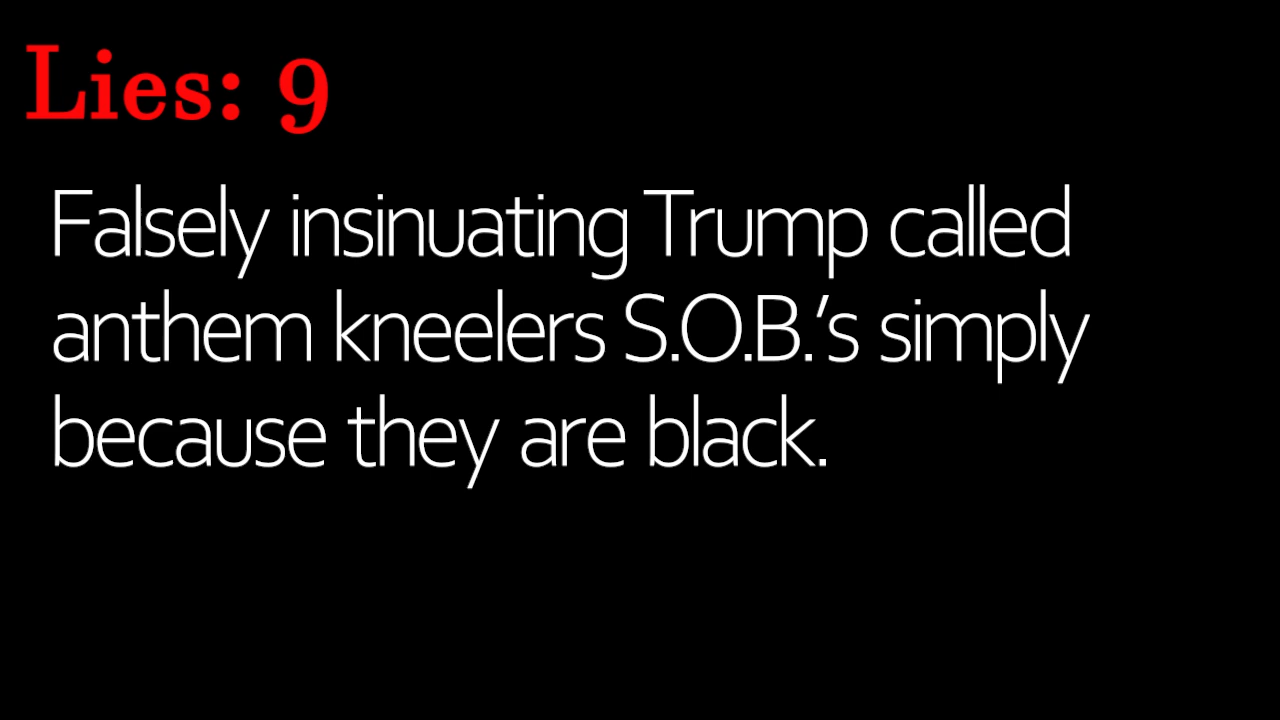 Lies: 9
Falsely insinuating Trump called
anthem kneelers S.O.B.'s simply
because they are black.